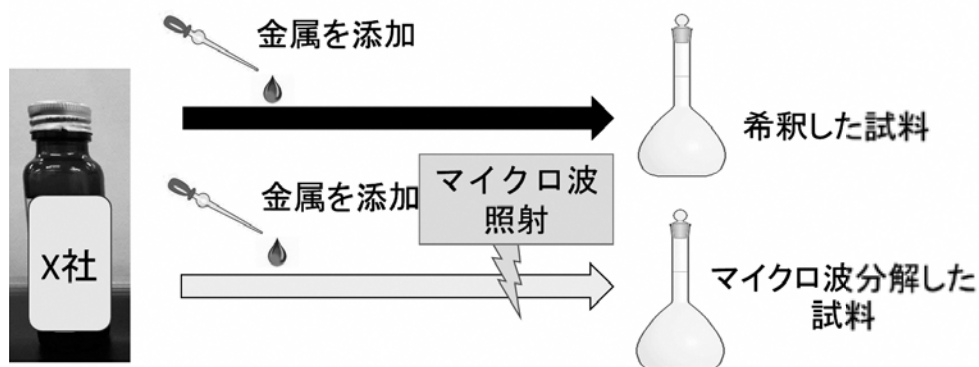 金属を添加
希釈した試料
X社
金属を添加
マイクロ波
照射
マイクロ波分解した
試料